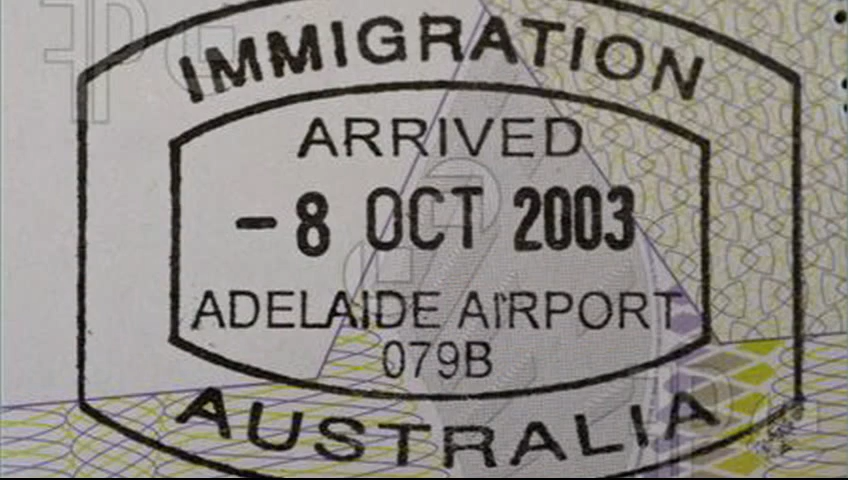 IMMIGRATION
ARRIVED
-8 OCT 2003
ADELAIDE AIRPORT
079B
AUSTRALIA